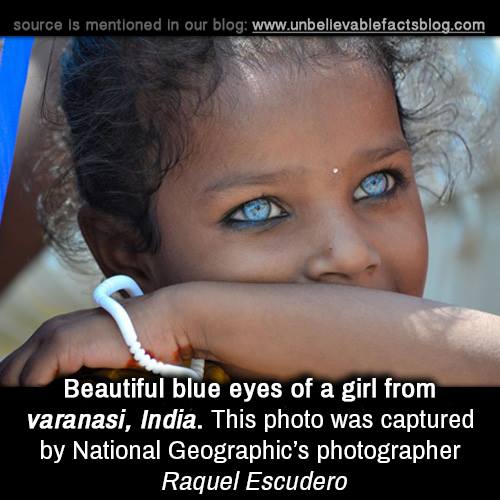 source is mentioned in our blog: www.unbelievablefactsblog.com
Beautiful blue eyes of a girl from
varanasi, India. This photo was captured
by National Geographic's photographer
Raquel Escudero